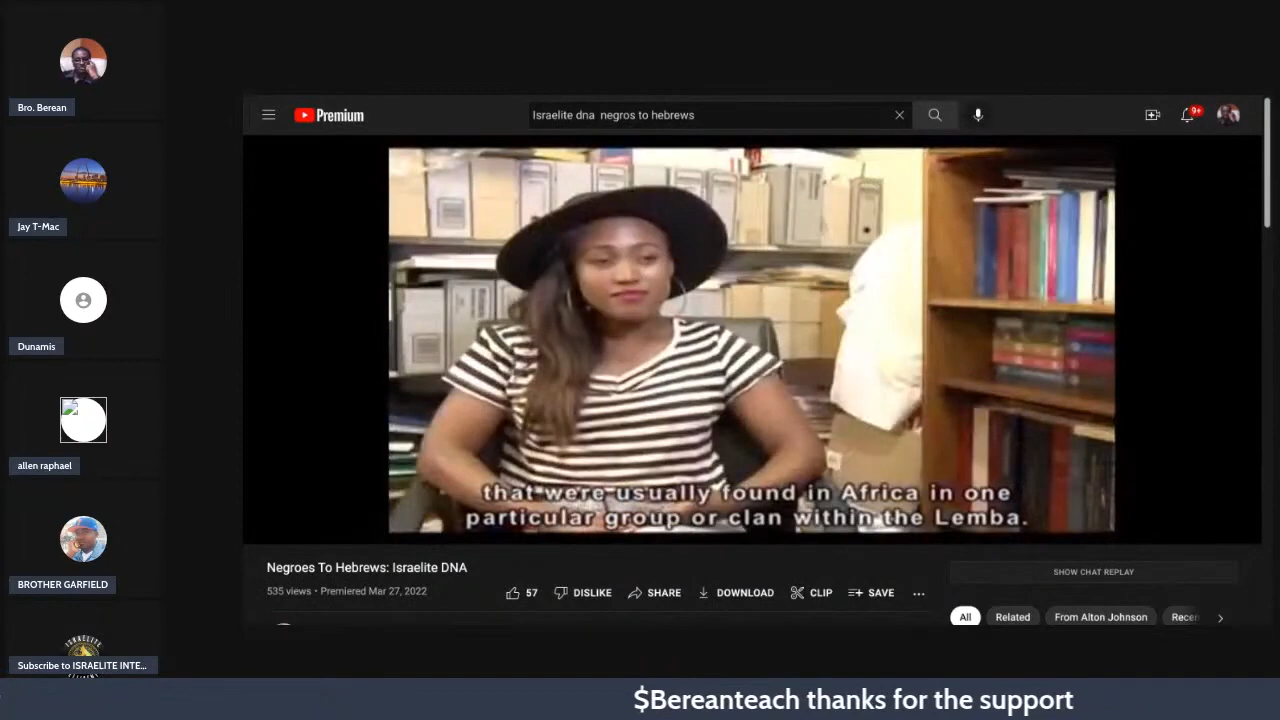 Bro. Berean
Jay T-Mac
Dunamis
allen raphael
BROTHER GARFIELD
Subscribe to ISRAELITE INTE...
Premium
Israelite dna negros to hebrews
9+
that were usually found in Africa in one
particular group or clan within the Lemba.
Negroes To Hebrews: Israelite DNA
535 views • Premiered Mar 27, 2022
57 DISLIKE SHARE DOWNLOAD CLIP SAVE ...
SHOW CHAT REPLAY
All Related From Alton Johnson Recen
$Bereanteach thanks for the support